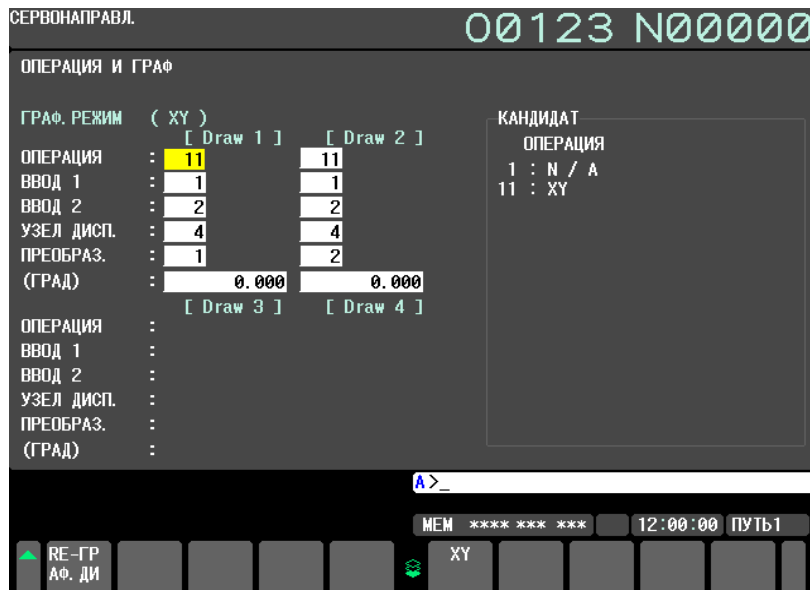 СЕРВОНАПРАВЛ. O0123 N00000
ОПЕРАЦИЯ И ГРАФ
ГРАФ. РЕЖИМ ( XY )
[ Draw 1 ] [ Draw 2 ]
ОПЕРАЦИЯ : 11 11
ВВОД 1 : 1 1
ВВОД 2 : 2 2
УЗЕЛ ДИСП. : 4 4
ПРЕОБРАЗ. : 1 2
(ГРАД) : 0.000 0.000
[ Draw 3 ] [ Draw 4 ]
ОПЕРАЦИЯ :
ВВОД 1 :
ВВОД 2 :
УЗЕЛ ДИСП. :
ПРЕОБРАЗ. :
(ГРАД) :
КАНДИДАТ
ОПЕРАЦИЯ
1 : N / A
11 : XY
A >_
MEM **** *** *** 12:00:00 ПУТЬ1
RE-ГР
АФ. ДИ
XY